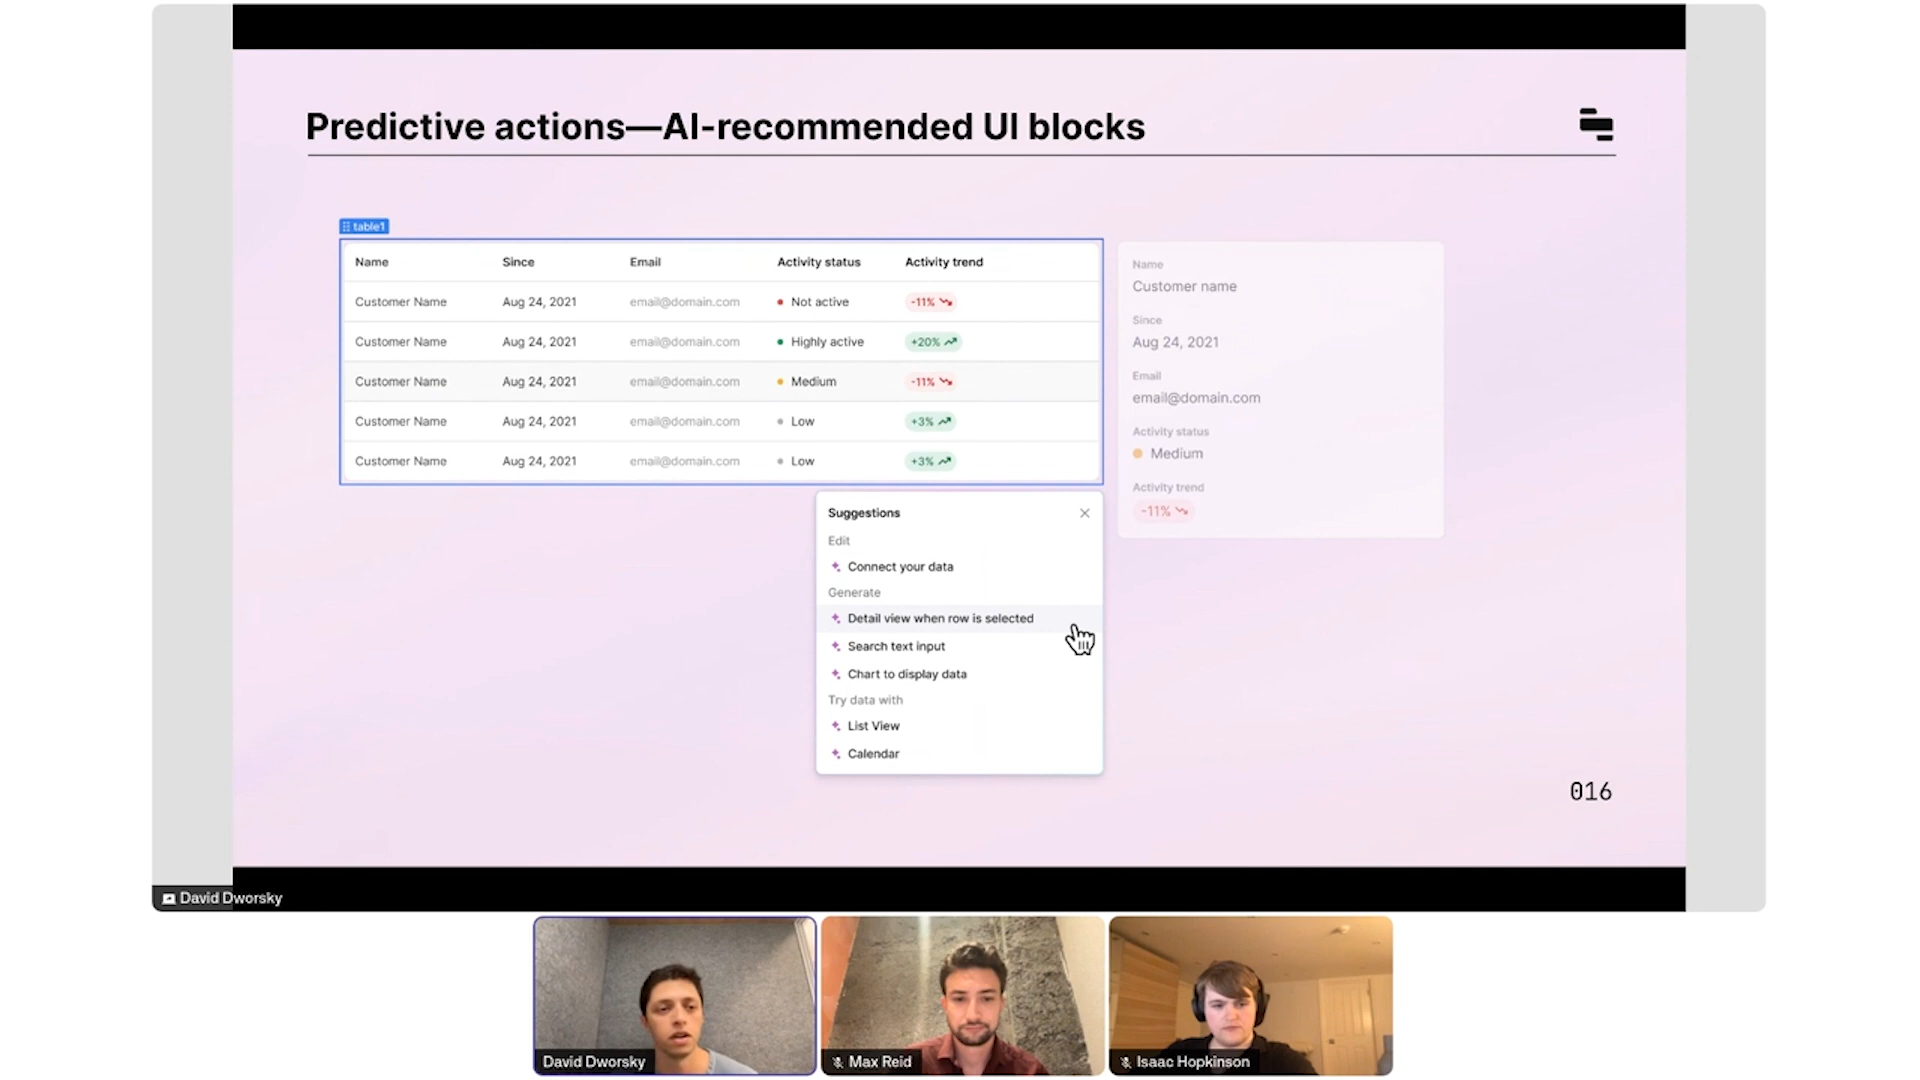 Predictive actions—AI-recommended UI blocks
table1
Name Since Email Activity status Activity trend
Customer Name Aug 24, 2021 email@domain.com Not active -11%
Customer Name Aug 24, 2021 email@domain.com Highly active +20%
Customer Name Aug 24, 2021 email@domain.com Medium -11%
Customer Name Aug 24, 2021 email@domain.com Low +3%
Customer Name Aug 24, 2021 email@domain.com Low +3%
Name
Customer name
Since
Aug 24, 2021
Email
email@domain.com
Activity status
Medium
Activity trend
-11%
Suggestions
Edit
Connect your data
Generate
Detail view when row is selected
Search text input
Chart to display data
Try data with
List View
Calendar
016
David Dworsky
David Dworsky
Max Reid
Isaac Hopkinson